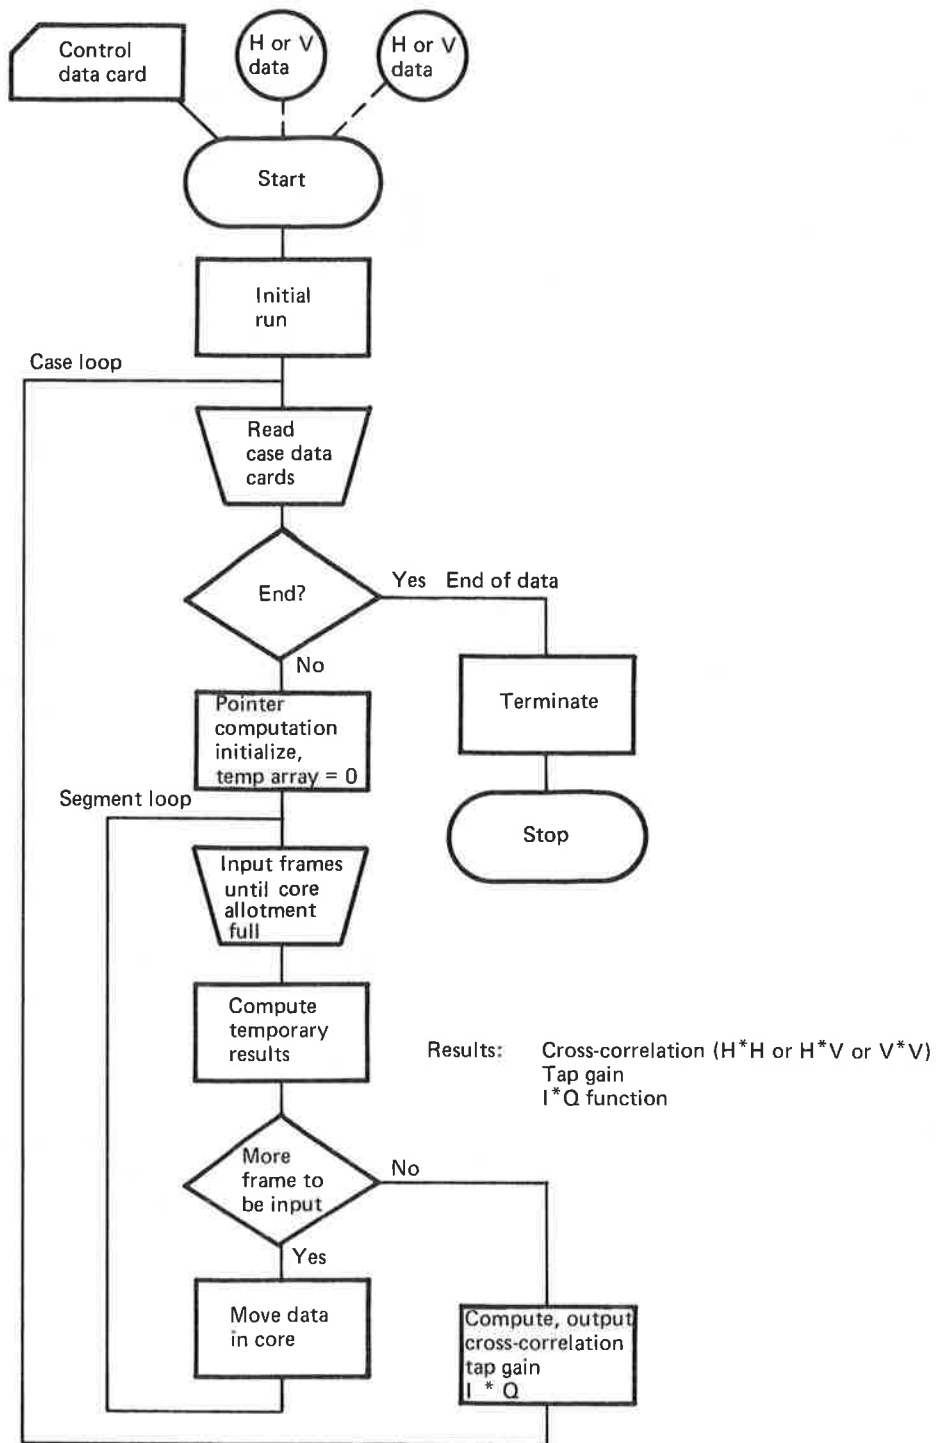 Control
data card
H or V
data
H or V
data
Start
Initial
run
Case loop
Read
case data
cards
End?
Yes End of data
No
Terminate
Pointer
computation
initialize,
temp array = 0
Segment loop
Stop
Input frames
until core
allotment
full
Compute
temporary
results
Results: Cross-correlation (H*H or H*V or V*V)
Tap gain
I*Q function
More
frame to
be input
No
Yes
Move data
in core
Compute, output
cross-correlation
tap gain
I * Q